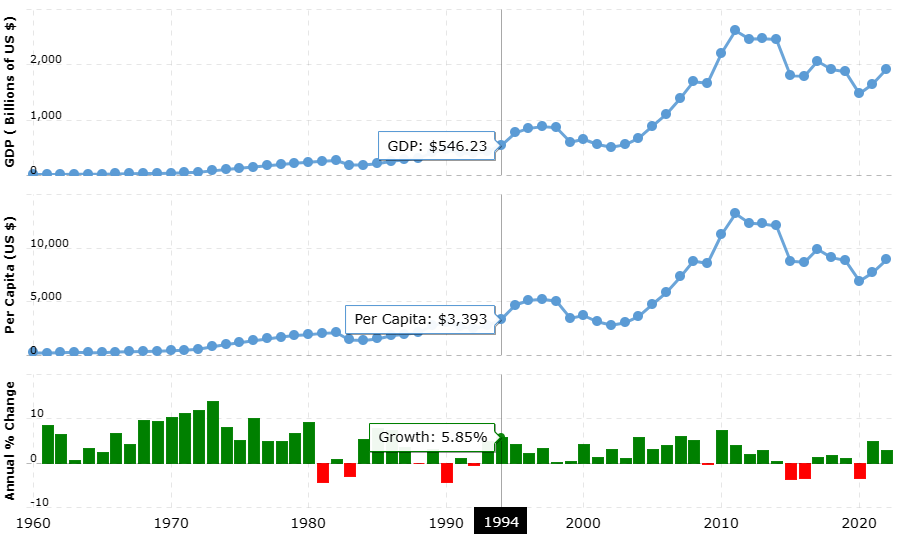 GDP ( Billions of US $)
2,000
1,000
0
GDP: $546.23
Per Capita (US $)
10,000
5,000
0
Per Capita: $3,393
Annual % Change
10
0
-10
Growth: 5.85%
1960
1970
1980
1990
1994
2000
2010
2020